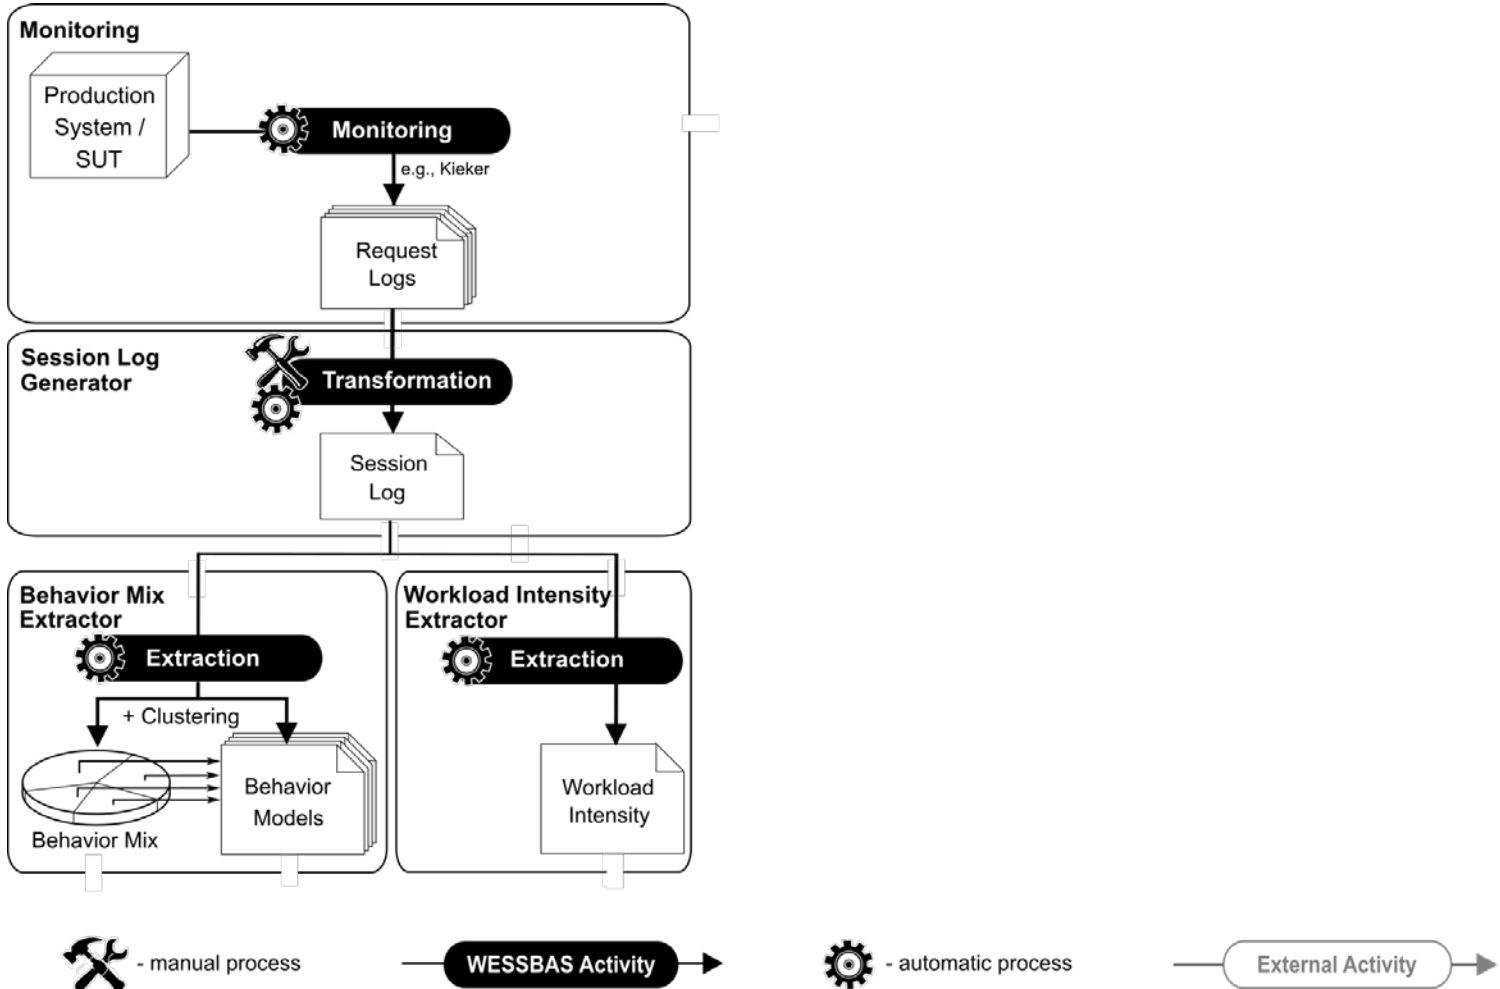 Monitoring
Production
System /
SUT
Monitoring
e.g., Kieker
Request
Logs
Session Log
Generator
Transformation
Session
Log
Behavior Mix
Extractor
Extraction
+ Clustering
Behavior Mix
Behavior
Models
Workload Intensity
Extractor
Extraction
Workload
Intensity
- manual process
WESSBAS Activity
- automatic process
External Activity